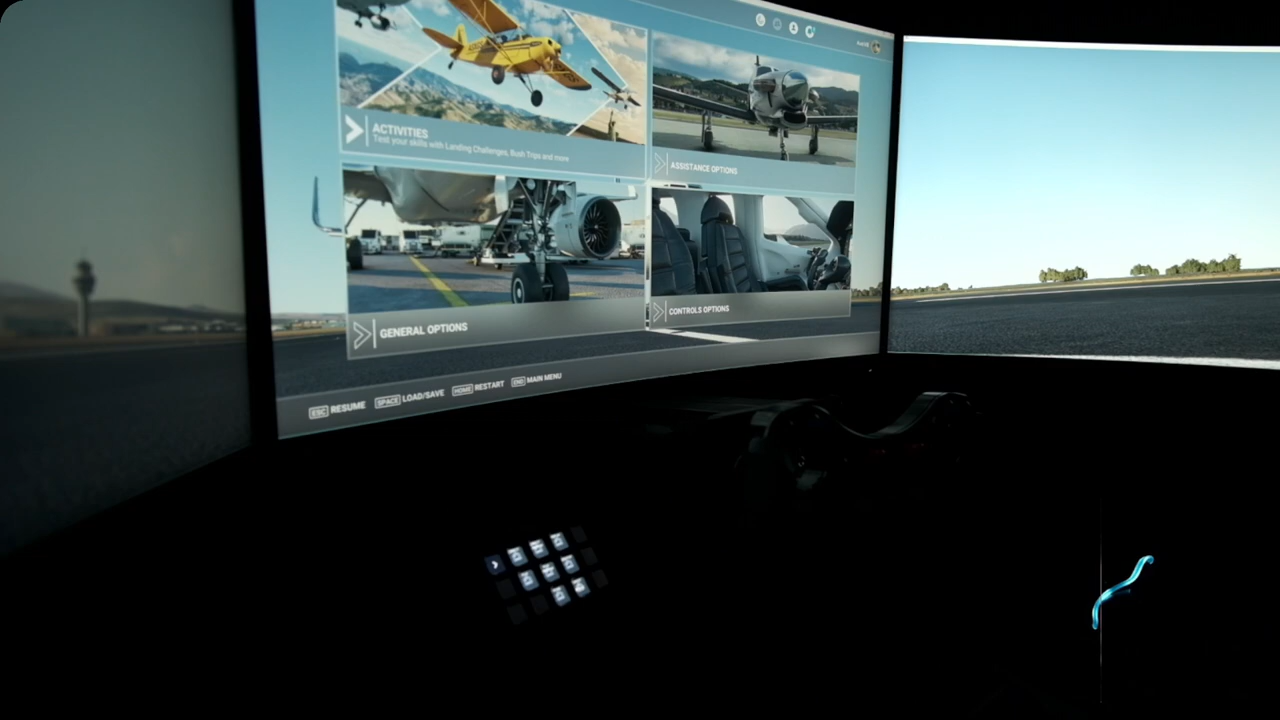 ACTIVITIES
Test your skills with Landing Challenges, Bush Trips and more
ASSISTANCE OPTIONS
GENERAL OPTIONS
CONTROLS OPTIONS
ESC RESUME SPACE LOAD/SAVE HOME RESTART END MAIN MENU